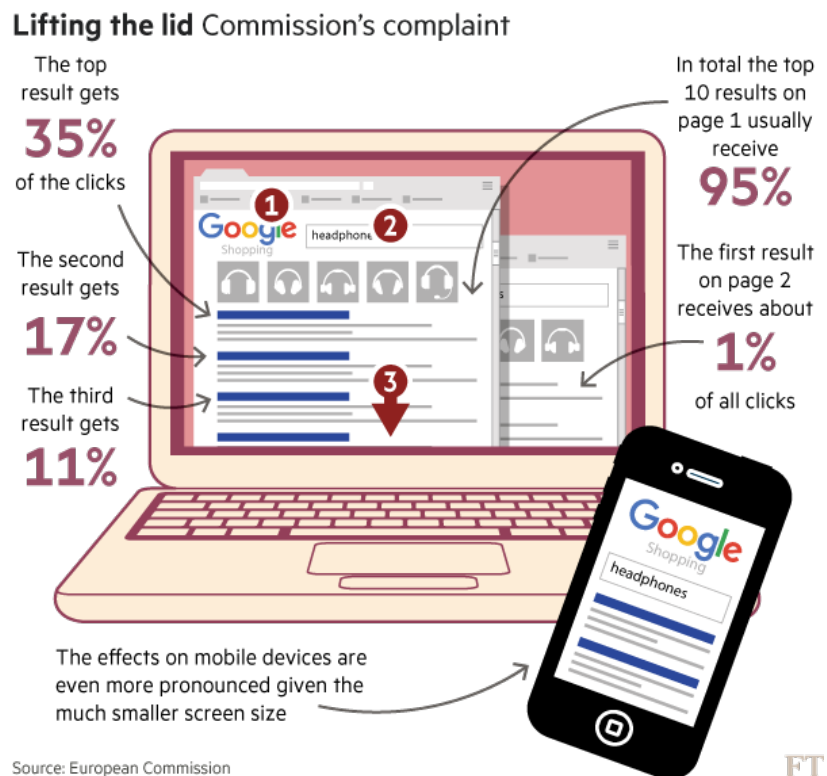 Lifting the lid Commission's complaint
The top
result gets
35%
of the clicks
The second
result gets
17%
The third
result gets
11%
In total the top
10 results on
page 1 usually
receive
95%
The first result
on page 2
receives about
1%
of all clicks
1
Google
Shopping
headphone
2
s
3
Google
Shopping
headphones
The effects on mobile devices are
even more pronounced given the
much smaller screen size
Source: European Commission
FT